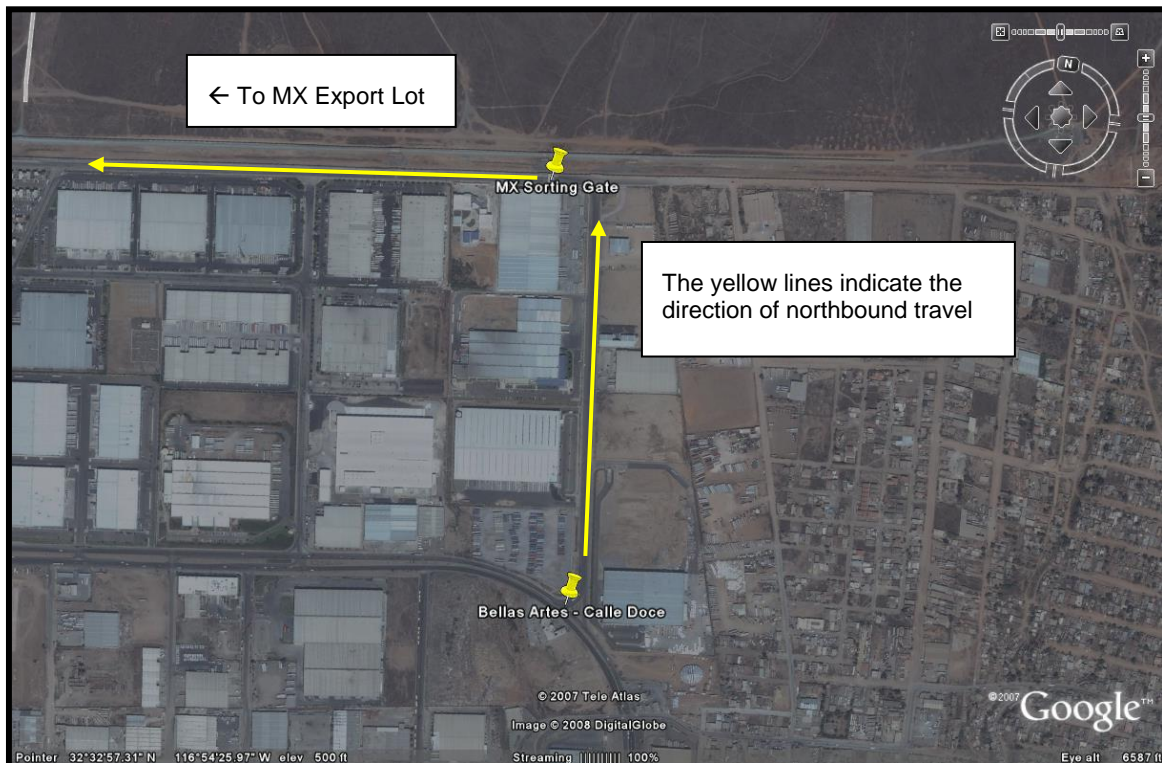 N
← To MX Export Lot
MX Sorting Gate
The yellow lines indicate the
direction of northbound travel
Bellas Artes - Calle Doce
© 2007 Tele Atlas
Image © 2008 DigitalGlobe
©2007 Google™
Pointer 32°32'57.31" N 116°54'25.97" W elev 500 ft Streaming |||||||||| 100% Eye alt 6587 ft